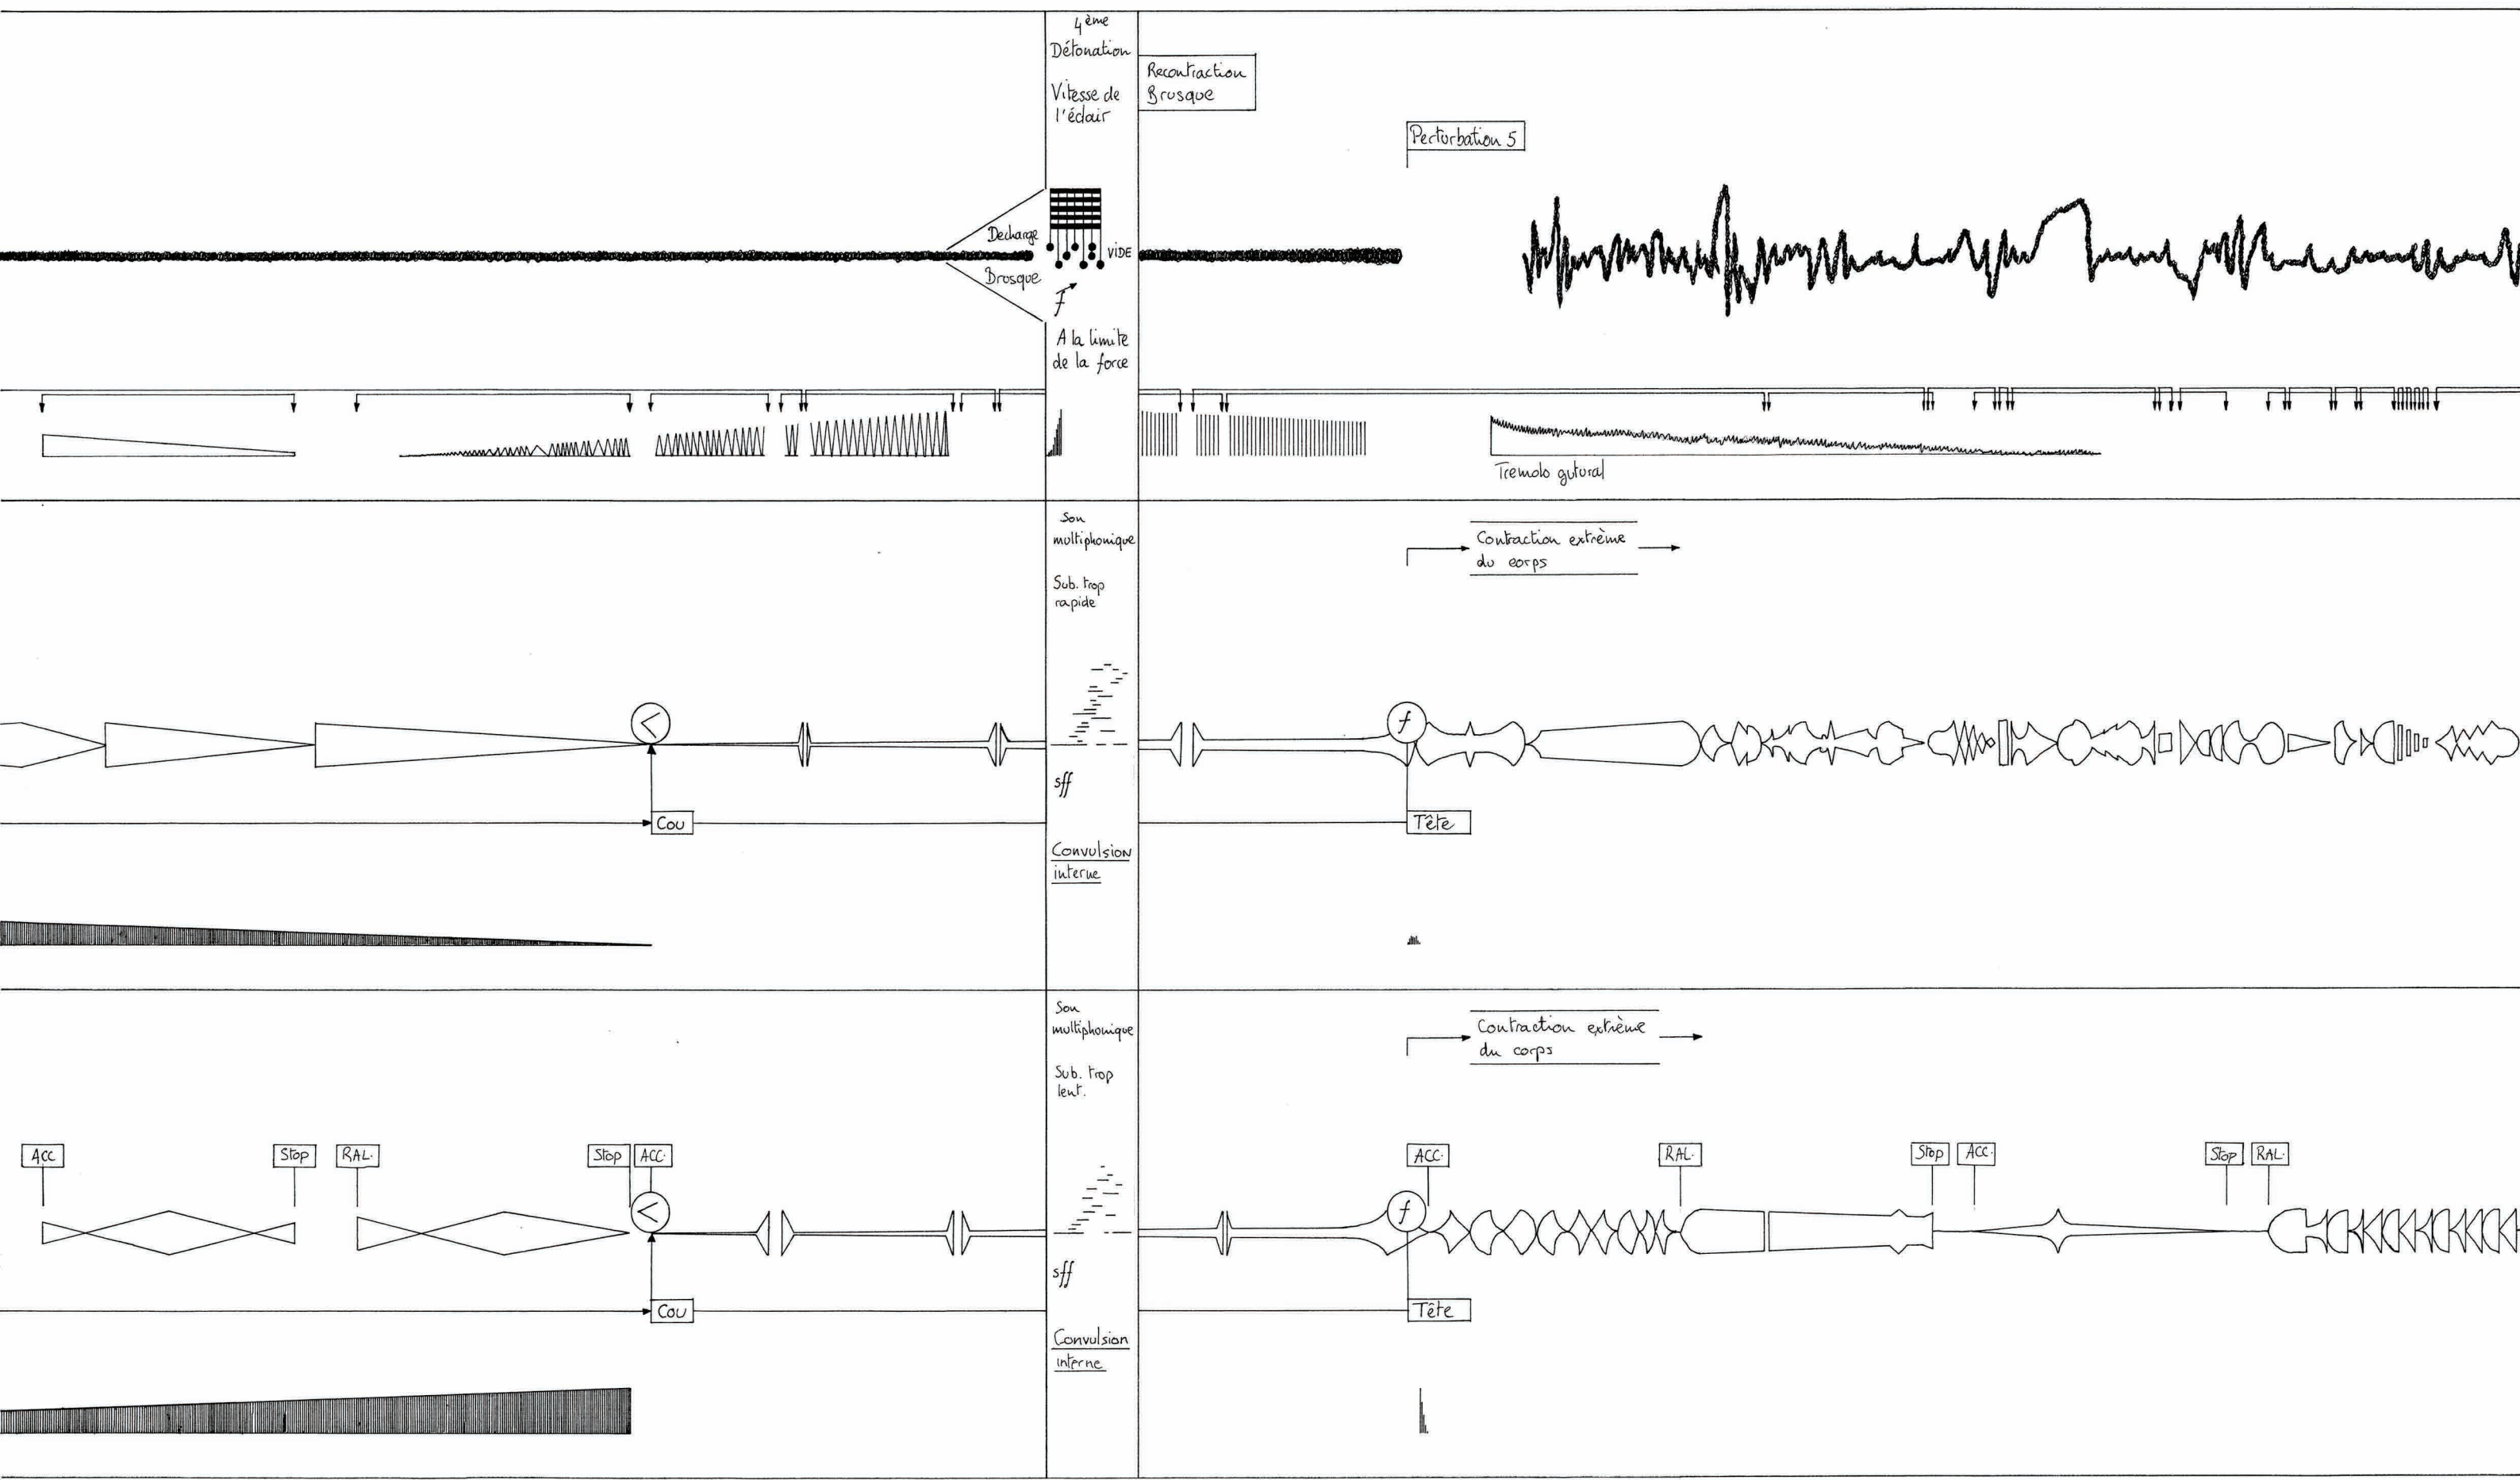 4ème
Détonation
Vitesse de
l'éclair
Recontraction
Brusque
Perturbation 5
Decharge
VIDE
Brusque
f
A la limite
de la force
Tremolo gutural
Son
multiphonique
Sub. trop
rapide
Contraction extrème
du corps
<
f
sff
Cou
Tête
Convulsion
interne
Son
multiphonique
Sub. trop
lent.
Contraction extrème
du corps
Acc
Stop
RAL.
Stop
ACC.
ACC.
RAL.
Stop
ACC.
Stop
RAL.
<
f
sff
Cou
Tête
Convulsion
interne